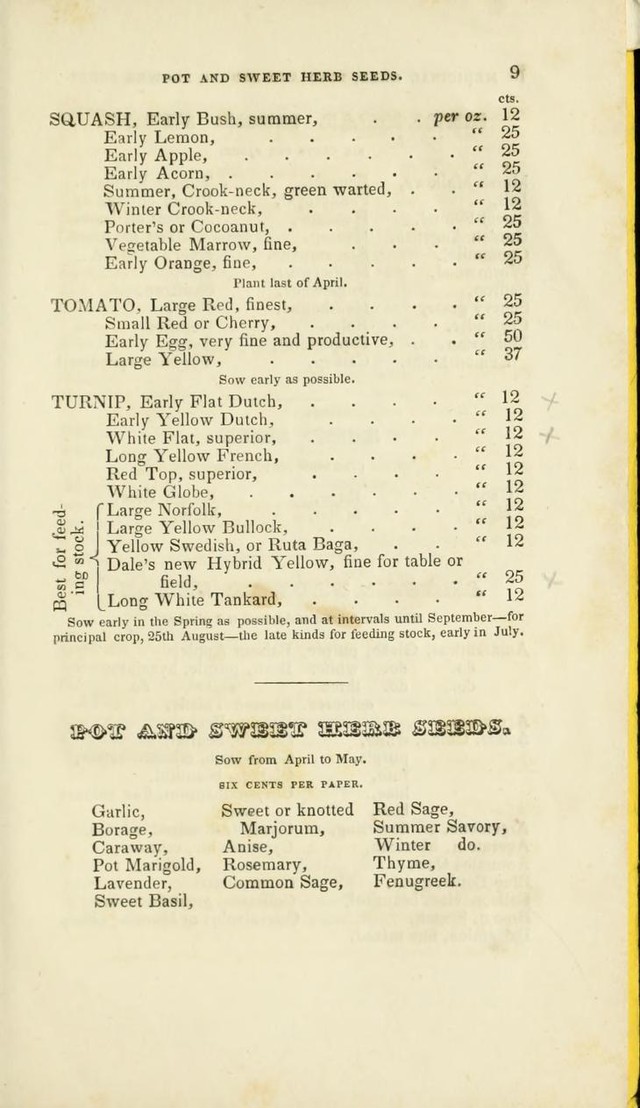 POT AND SWEET HERB SEEDS. 9
cts.
SQUASH, Early Bush, summer, . . per oz. 12
Early Lemon, . . . . . “ 25
Early Apple, . . . . . . “ 25
Early Acorn, . . . . . . “ 25
Summer, Crook-neck, green warted, . . “ 12
Winter Crook-neck, . . . . “ 12
Porter's or Cocoanut, . . . . . “ 25
Vegetable Marrow, fine, . . . “ 25
Early Orange, fine, . . . . . “ 25
Plant last of April.
TOMATO, Large Red, finest, . . . . “ 25
Small Red or Cherry, . . . . “ 25
Early Egg, very fine and productive, . . “ 50
Large Yellow, . . . . . “ 37
Sow early as possible.
TURNIP, Early Flat Dutch, . . . . “ 12
Early Yellow Dutch, . . . . “ 12
White Flat, superior, . . . . “ 12
Long Yellow French, . . . . “ 12
Red Top, superior, . . . . “ 12
White Globe, . . . . . . “ 12
Best for feed-
ing stock.
Large Norfolk, . . . . . “ 12
Large Yellow Bullock, . . . . “ 12
Yellow Swedish, or Ruta Baga, . . “ 12
Dale's new Hybrid Yellow, fine for table or
field, . . . . . . “ 25
Long White Tankard, . . . . “ 12
Sow early in the Spring as possible, and at intervals until September—for
principal crop, 25th August—the late kinds for feeding stock, early in July.
POT AND SWEET HERB SEEDS.
Sow from April to May.
SIX CENTS PER PAPER.
Garlic,
Borage,
Caraway,
Pot Marigold,
Lavender,
Sweet Basil,
Sweet or knotted
Marjorum,
Anise,
Rosemary,
Common Sage,
Red Sage,
Summer Savory,
Winter do.
Thyme,
Fenugreek.